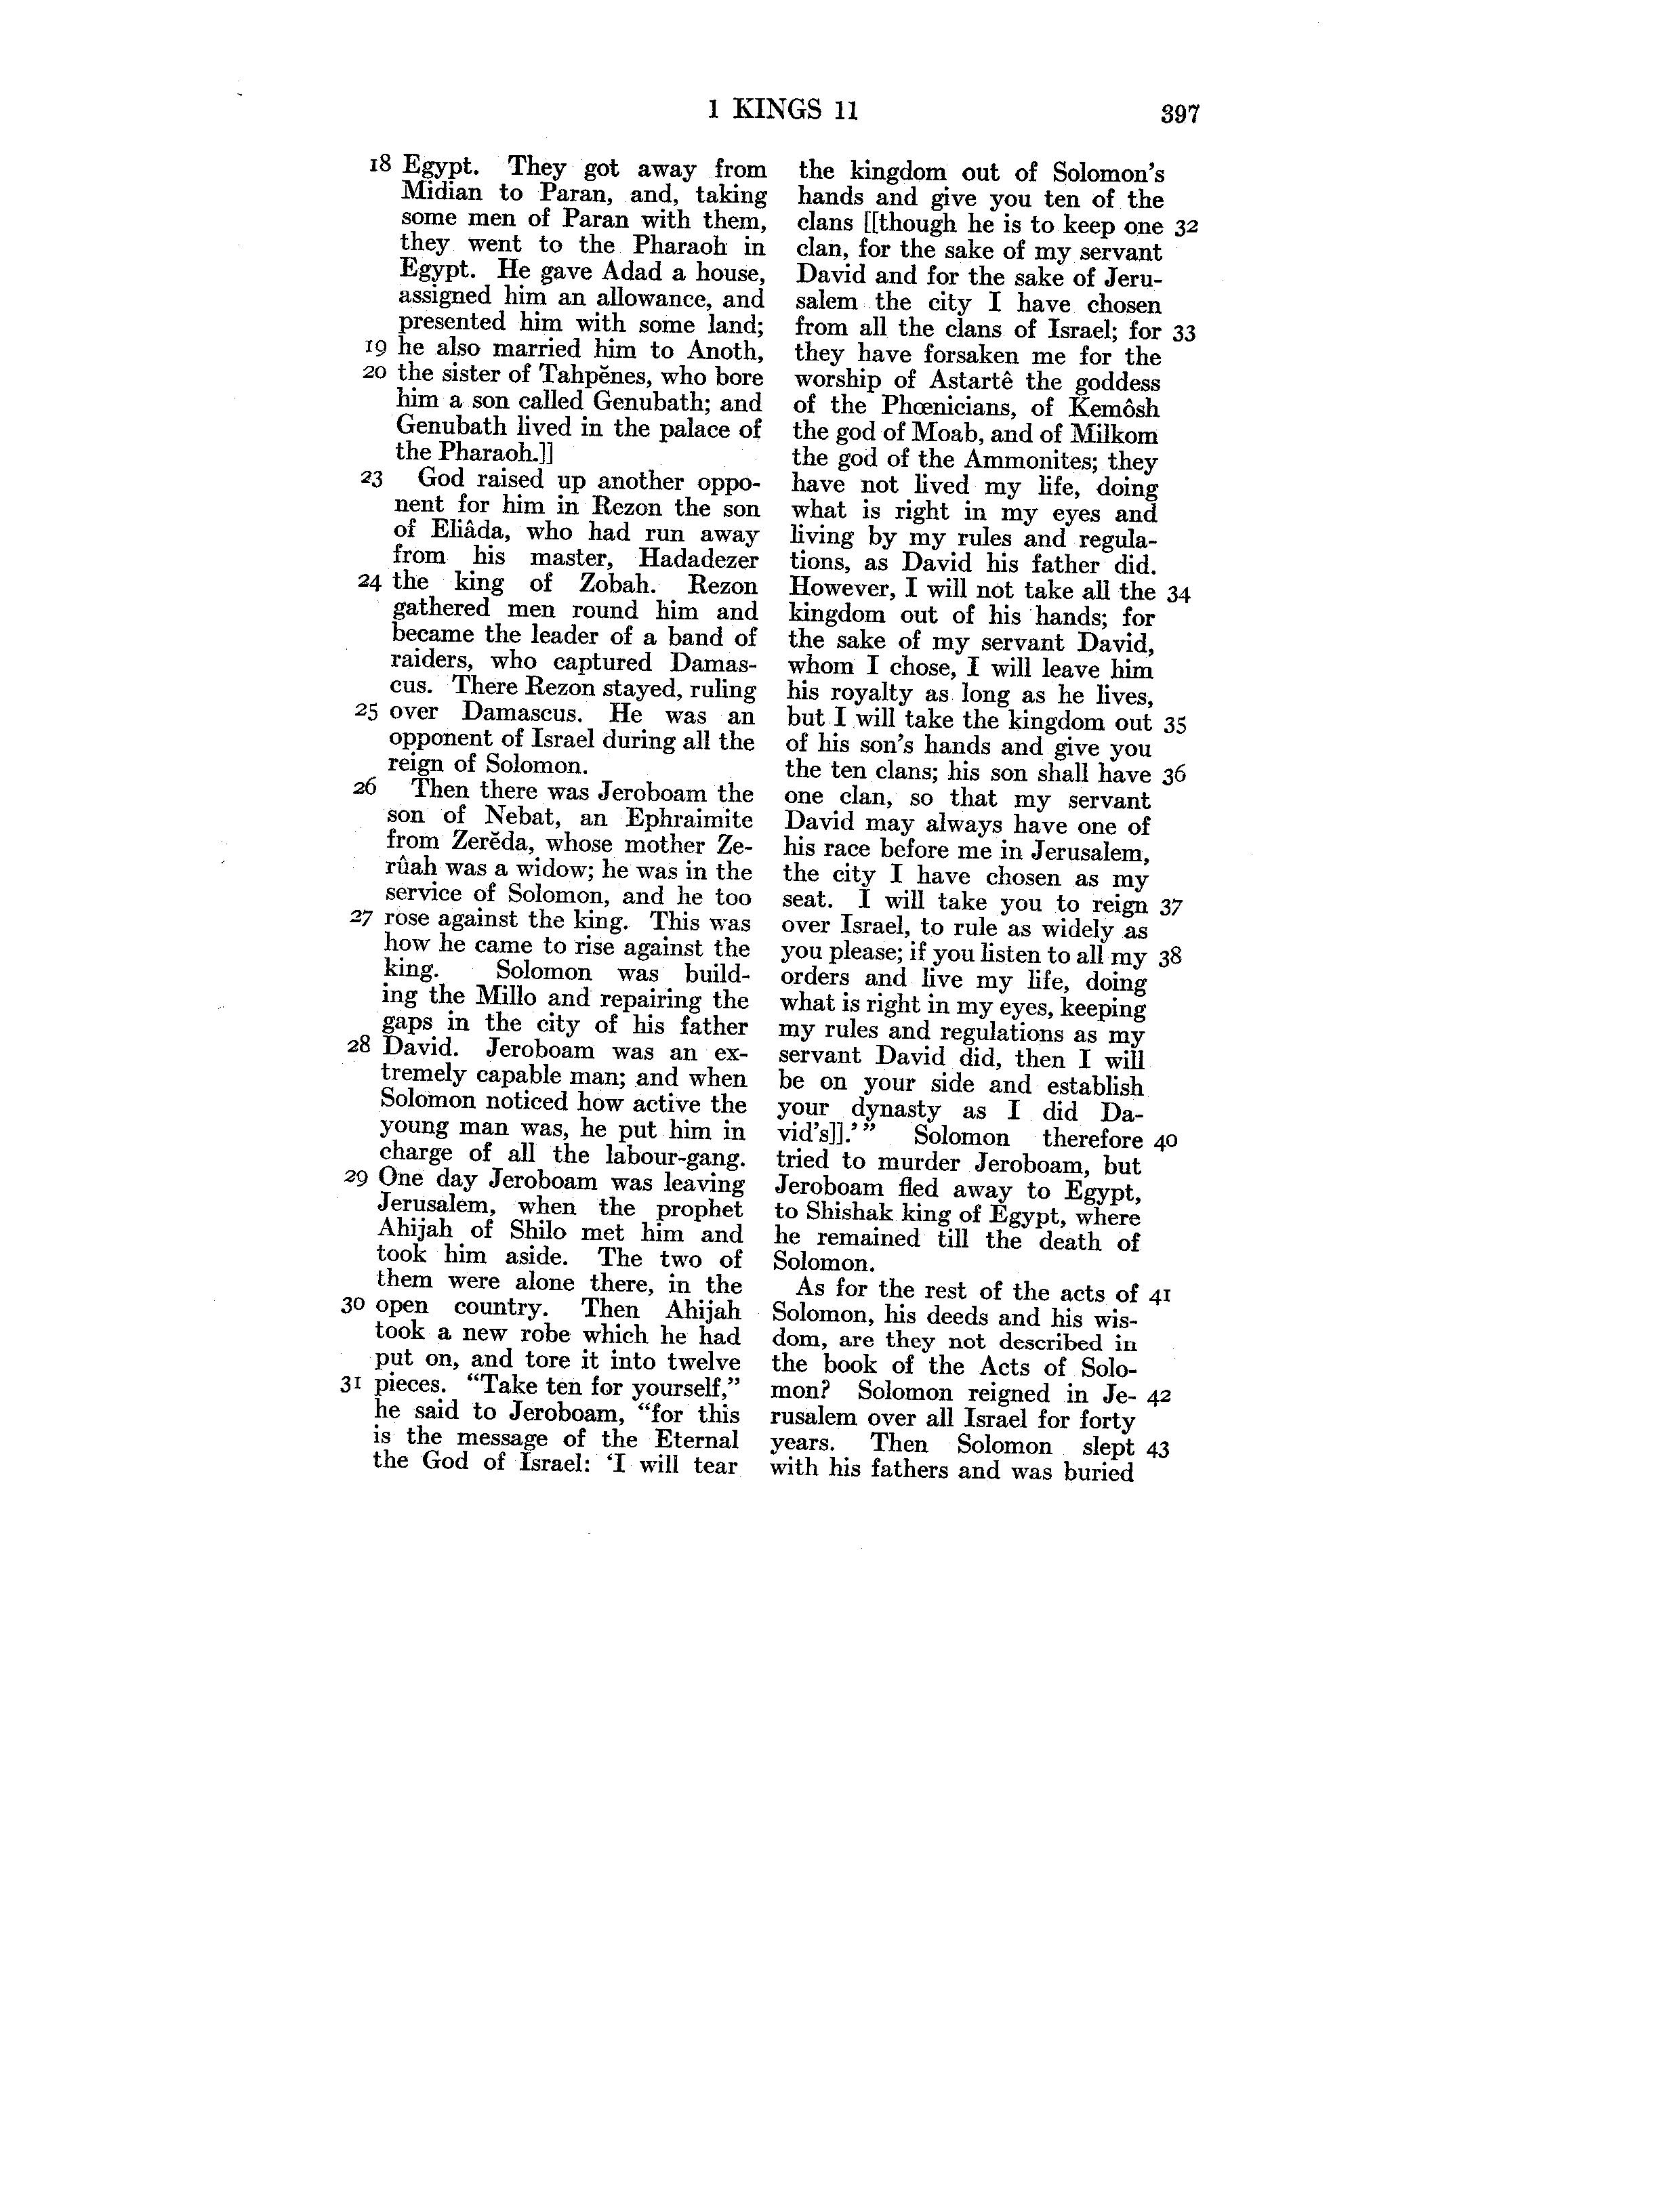 1 KINGS 11 397
18 Egypt. They got away from
Midian to Paran, and, taking
some men of Paran with them,
they went to the Pharaoh in
Egypt. He gave Adad a house,
assigned him an allowance, and
presented him with some land;
19 he also married him to Anoth,
20 the sister of Tahpĕnes, who bore
him a son called Genubath; and
Genubath lived in the palace of
the Pharaoh.]]
23 God raised up another oppo-
nent for him in Rezon the son
of Eliâda, who had run away
from his master, Hadadezer
24 the king of Zobah. Rezon
gathered men round him and
became the leader of a band of
raiders, who captured Damas-
cus. There Rezon stayed, ruling
25 over Damascus. He was an
opponent of Israel during all the
reign of Solomon.
26 Then there was Jeroboam the
son of Nebat, an Ephraimite
from Zerĕda, whose mother Ze-
rûah was a widow; he was in the
service of Solomon, and he too
27 rose against the king. This was
how he came to rise against the
king. Solomon was build-
ing the Millo and repairing the
gaps in the city of his father
28 David. Jeroboam was an ex-
tremely capable man; and when
Solomon noticed how active the
young man was, he put him in
charge of all the labour-gang.
29 One day Jeroboam was leaving
Jerusalem, when the prophet
Ahijah of Shilo met him and
took him aside. The two of
them were alone there, in the
30 open country. Then Ahijah
took a new robe which he had
put on, and tore it into twelve
31 pieces. “Take ten for yourself,”
he said to Jeroboam, “for this
is the message of the Eternal
the God of Israel: ‘I will tear
the kingdom out of Solomon's
hands and give you ten of the
clans [[though he is to keep one 32
clan, for the sake of my servant
David and for the sake of Jeru-
salem the city I have chosen
from all the clans of Israel; for 33
they have forsaken me for the
worship of Astartê the goddess
of the Phœnicians, of Kemôsh
the god of Moab, and of Milkom
the god of the Ammonites; they
have not lived my life, doing
what is right in my eyes and
living by my rules and regula-
tions, as David his father did.
However, I will not take all the 34
kingdom out of his hands; for
the sake of my servant David,
whom I chose, I will leave him
his royalty as long as he lives,
but I will take the kingdom out 35
of his son's hands and give you
the ten clans; his son shall have 36
one clan, so that my servant
David may always have one of
his race before me in Jerusalem,
the city I have chosen as my
seat. I will take you to reign 37
over Israel, to rule as widely as
you please; if you listen to all my 38
orders and live my life, doing
what is right in my eyes, keeping
my rules and regulations as my
servant David did, then I will
be on your side and establish
your dynasty as I did Da-
vid's]].’” Solomon therefore 40
tried to murder Jeroboam, but
Jeroboam fled away to Egypt,
to Shishak king of Egypt, where
he remained till the death of
Solomon.
As for the rest of the acts of 41
Solomon, his deeds and his wis-
dom, are they not described in
the book of the Acts of Solo-
mon? Solomon reigned in Je- 42
rusalem over all Israel for forty
years. Then Solomon slept 43
with his fathers and was buried